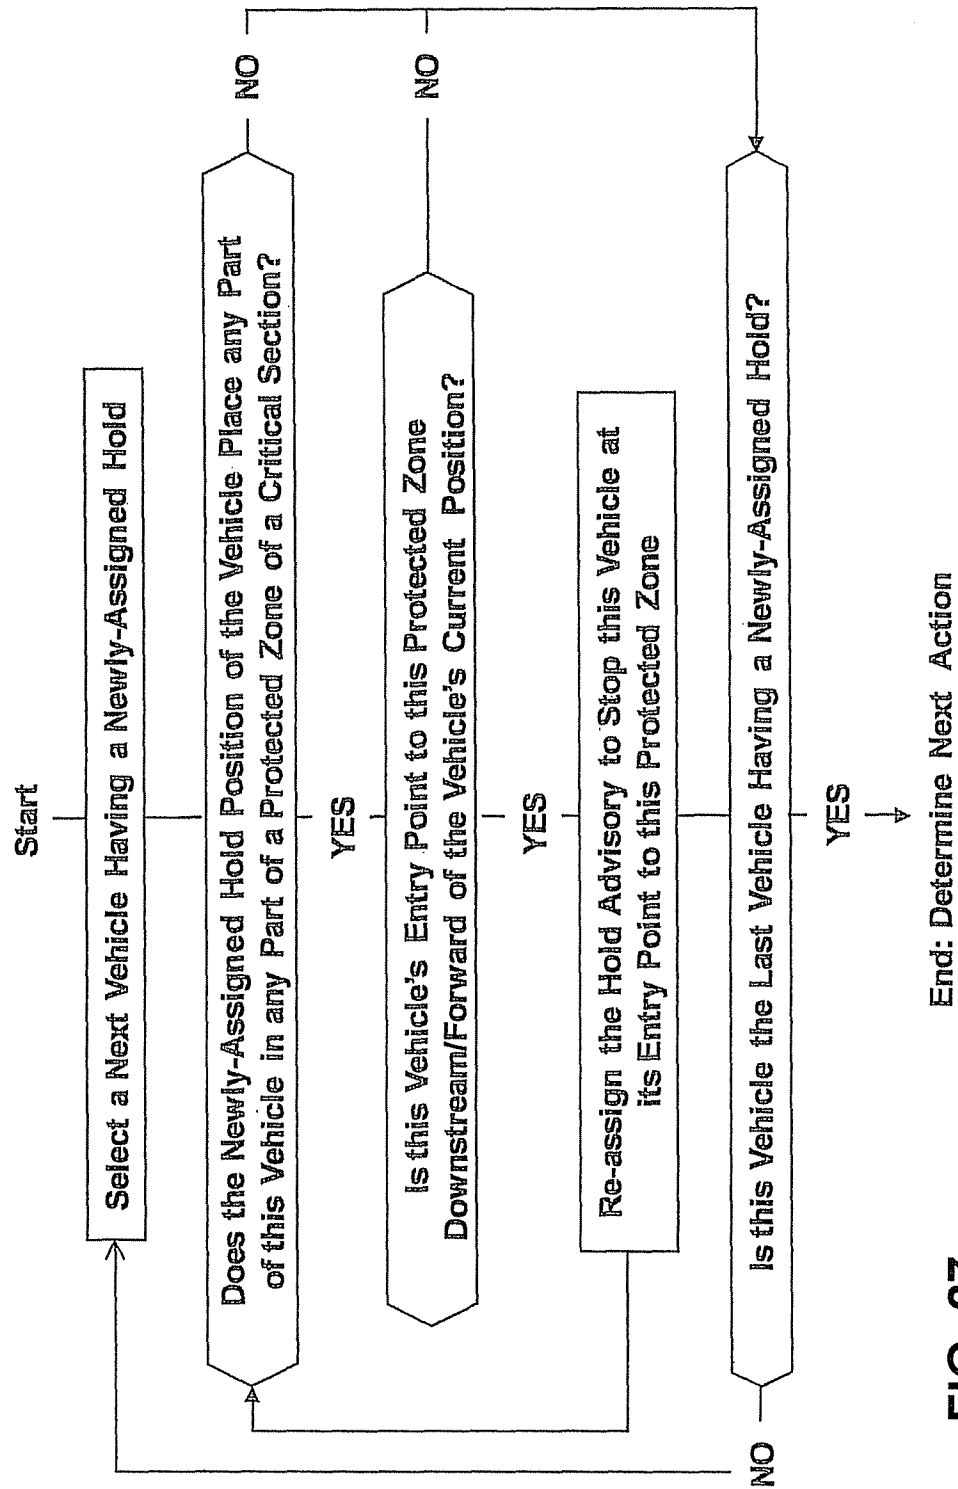 Start
Select a Next Vehicle Having a Newly-Assigned Hold
Does the Newly-Assigned Hold Position of the Vehicle Place any Part
of this Vehicle in any Part of a Protected Zone of a Critical Section?
NO
YES
Is this Vehicle's Entry Point to this Protected Zone
Downstream/Forward of the Vehicle's Current Position?
NO
YES
Re-assign the Hold Advisory to Stop this Vehicle at
its Entry Point to this Protected Zone
Is this Vehicle the Last Vehicle Having a Newly-Assigned Hold?
NO
YES
End: Determine Next Action
FIG.